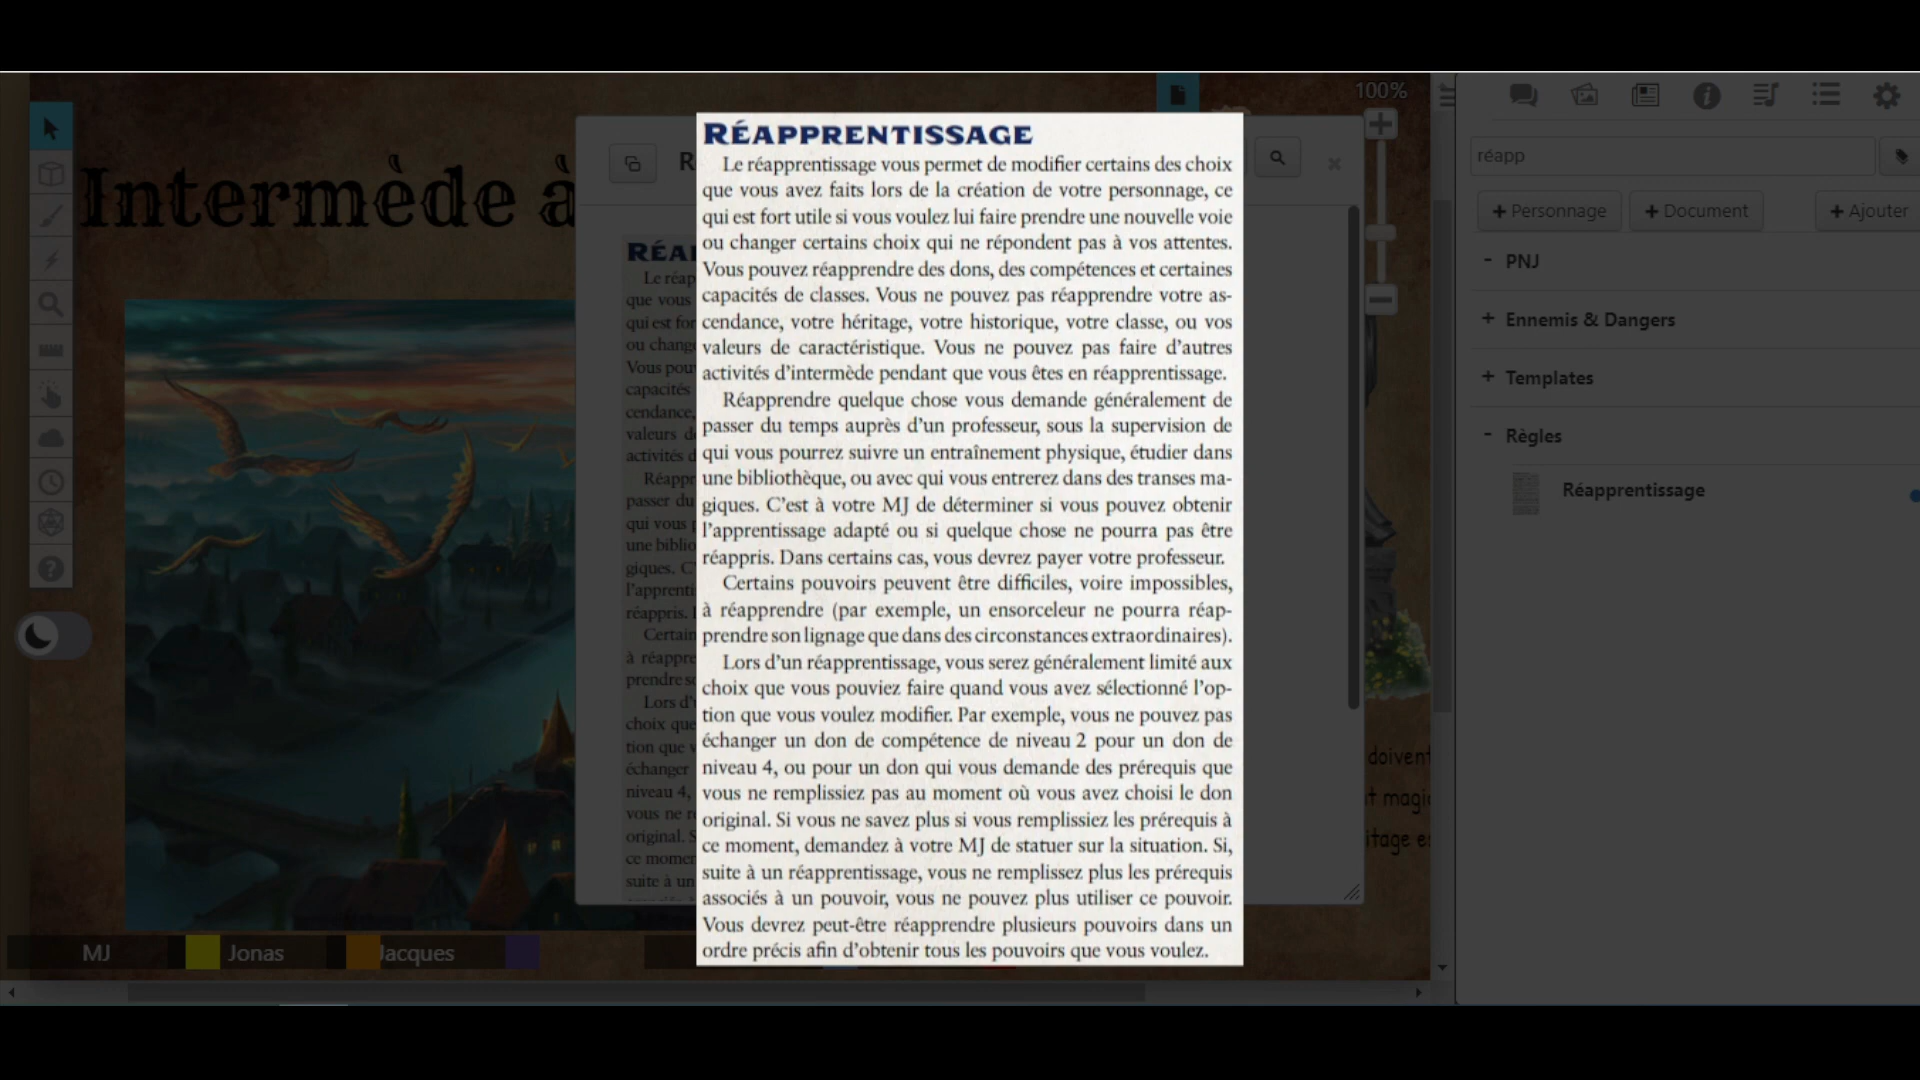 100%
Intermède à
réapp
+ Personnage
+ Document
+ Ajouter
- PNJ
+ Ennemis & Dangers
+ Templates
- Règles
Réapprentissage
RÉAPPRENTISSAGE
Le réapprentissage vous permet de modifier certains des choix
que vous avez faits lors de la création de votre personnage, ce
qui est fort utile si vous voulez lui faire prendre une nouvelle voie
ou changer certains choix qui ne répondent pas à vos attentes.
Vous pouvez réapprendre des dons, des compétences et certaines
capacités de classes. Vous ne pouvez pas réapprendre votre as-
cendance, votre héritage, votre historique, votre classe, ou vos
valeurs de caractéristique. Vous ne pouvez pas faire d'autres
activités d'intermède pendant que vous êtes en réapprentissage.
Réapprendre quelque chose vous demande généralement de
passer du temps auprès d'un professeur, sous la supervision de
qui vous pourrez suivre un entraînement physique, étudier dans
une bibliothèque, ou avec qui vous entrerez dans des transes ma-
giques. C'est à votre MJ de déterminer si vous pouvez obtenir
l'apprentissage adapté ou si quelque chose ne pourra pas être
réappris. Dans certains cas, vous devrez payer votre professeur.
Certains pouvoirs peuvent être difficiles, voire impossibles,
à réapprendre (par exemple, un ensorceleur ne pourra réap-
prendre son lignage que dans des circonstances extraordinaires).
Lors d'un réapprentissage, vous serez généralement limité aux
choix que vous pouviez faire quand vous avez sélectionné l'op-
tion que vous voulez modifier. Par exemple, vous ne pouvez pas
échanger un don de compétence de niveau 2 pour un don de
niveau 4, ou pour un don qui vous demande des prérequis que
vous ne remplissiez pas au moment où vous avez choisi le don
original. Si vous ne savez plus si vous remplissiez les prérequis à
ce moment, demandez à votre MJ de statuer sur la situation. Si,
suite à un réapprentissage, vous ne remplissez plus les prérequis
associés à un pouvoir, vous ne pouvez plus utiliser ce pouvoir.
Vous devrez peut-être réapprendre plusieurs pouvoirs dans un
ordre précis afin d'obtenir tous les pouvoirs que vous voulez.
doivent
MJ
Jonas
Jacques